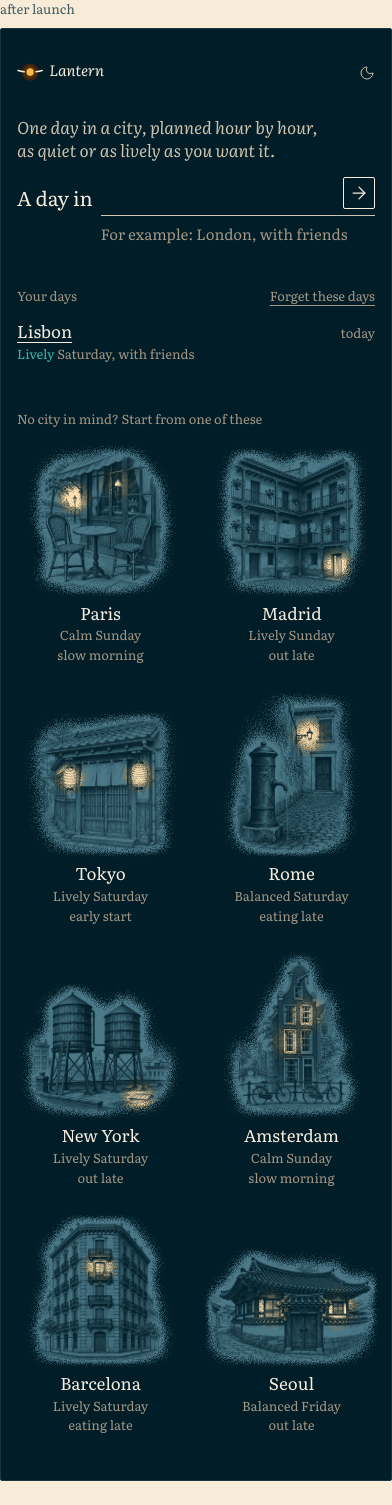 after launch
Lantern
One day in a city, planned hour by hour,
as quiet or as lively as you want it.
A day in
For example: London, with friends
Your days
Forget these days
Lisbon
today
Lively Saturday, with friends
No city in mind? Start from one of these
Paris
Calm Sunday
slow morning
Madrid
Lively Sunday
out late
Tokyo
Lively Saturday
early start
Rome
Balanced Saturday
eating late
New York
Lively Saturday
out late
Amsterdam
Calm Sunday
slow morning
Barcelona
Lively Saturday
eating late
Seoul
Balanced Friday
out late